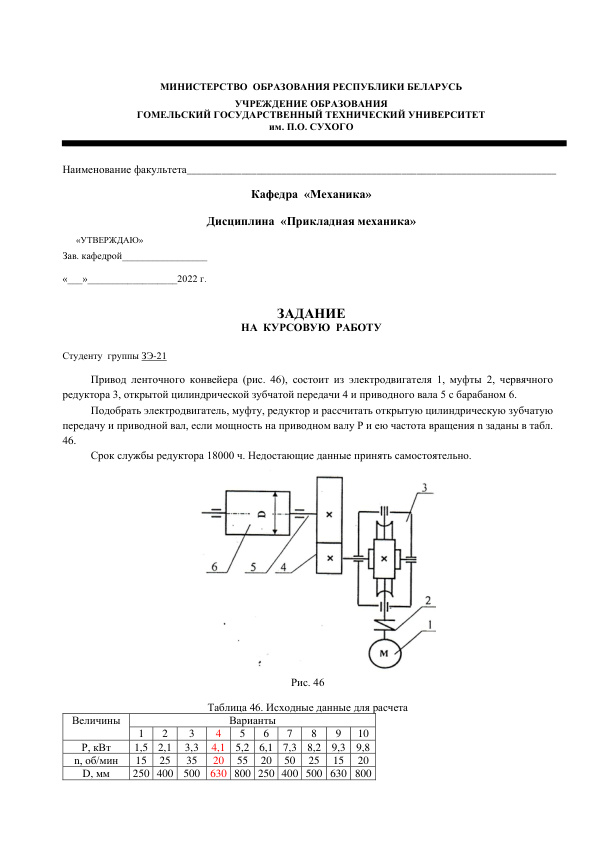 МИНИСТЕРСТВО ОБРАЗОВАНИЯ РЕСПУБЛИКИ БЕЛАРУСЬ
УЧРЕЖДЕНИЕ ОБРАЗОВАНИЯ
ГОМЕЛЬСКИЙ ГОСУДАРСТВЕННЫЙ ТЕХНИЧЕСКИЙ УНИВЕРСИТЕТ
им. П.О. СУХОГО
Наименование факультета____________________
Кафедра «Механика»
Дисциплина «Прикладная механика»
«УТВЕРЖДАЮ»
Зав. кафедрой_________________
«___»__________________2022 г.
ЗАДАНИЕ
НА КУРСОВУЮ РАБОТУ
Студенту группы ЗЭ-21
Привод ленточного конвейера (рис. 46), состоит из электродвигателя 1, муфты 2, червячного
редуктора 3, открытой цилиндрической зубчатой передачи 4 и приводного вала 5 с барабаном 6.
Подобрать электродвигатель, муфту, редуктор и рассчитать открытую цилиндрическую зубчатую
передачу и приводной вал, если мощность на приводном валу Р и ею частота вращения n заданы в табл.
46.
Срок службы редуктора 18000 ч. Недостающие данные принять самостоятельно.
3
D
6 5 4
2
1
М
Рис. 46
Таблица 46. Исходные данные для расчета
Величины Варианты
1 2 3 4 5 6 7 8 9 10
Р, кВт 1,5 2,1 3,3 4,1 5,2 6,1 7,3 8,2 9,3 9,8
n, об/мин 15 25 35 20 55 20 50 25 15 20
D, мм 250 400 500 630 800 250 400 500 630 800